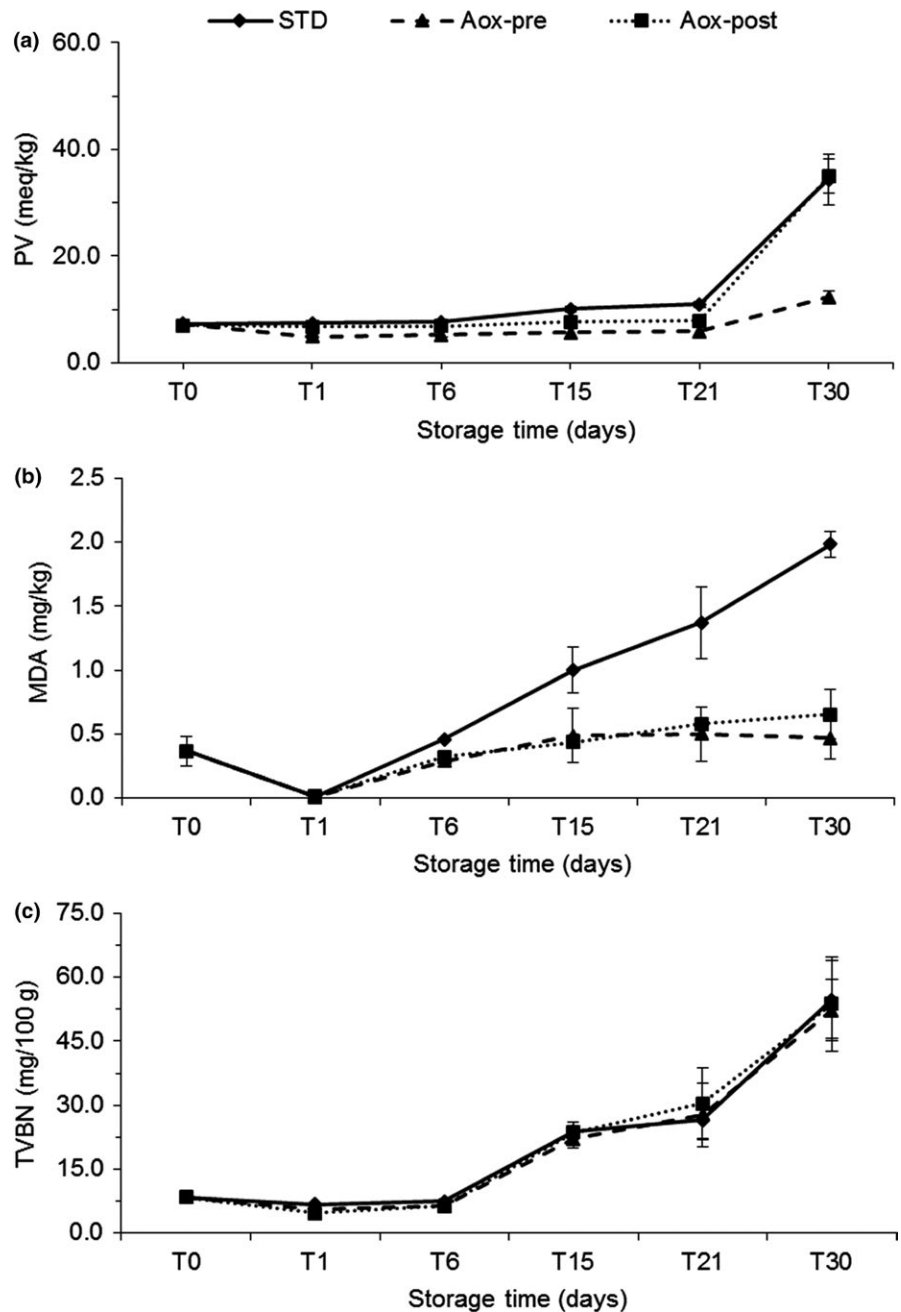 STD Aox-pre Aox-post
(a)
60.0
40.0
20.0
0.0
PV (meq/kg)
T0 T1 T6 T15 T21 T30
Storage time (days)
(b)
2.5
2.0
1.5
1.0
0.5
0.0
MDA (mg/kg)
T0 T1 T6 T15 T21 T30
Storage time (days)
(c)
75.0
60.0
45.0
30.0
15.0
0.0
TVBN (mg/100 g)
T0 T1 T6 T15 T21 T30
Storage time (days)